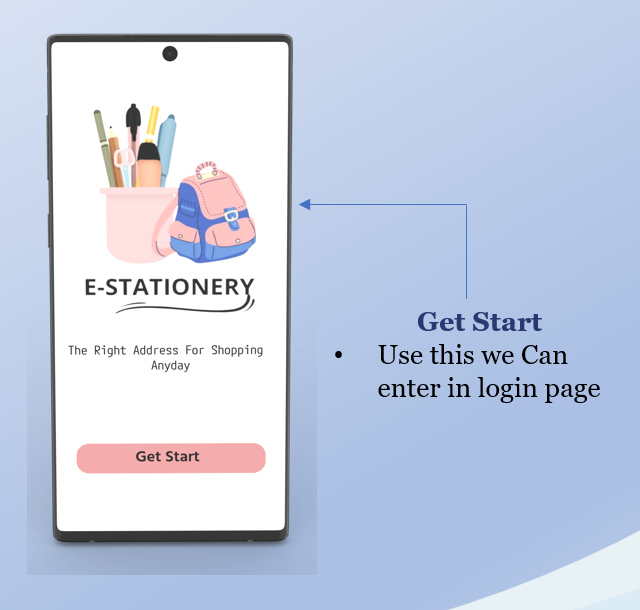 E-STATIONERY
The Right Address For Shopping
Anyday
Get Start
Get Start
• Use this we Can
enter in login page